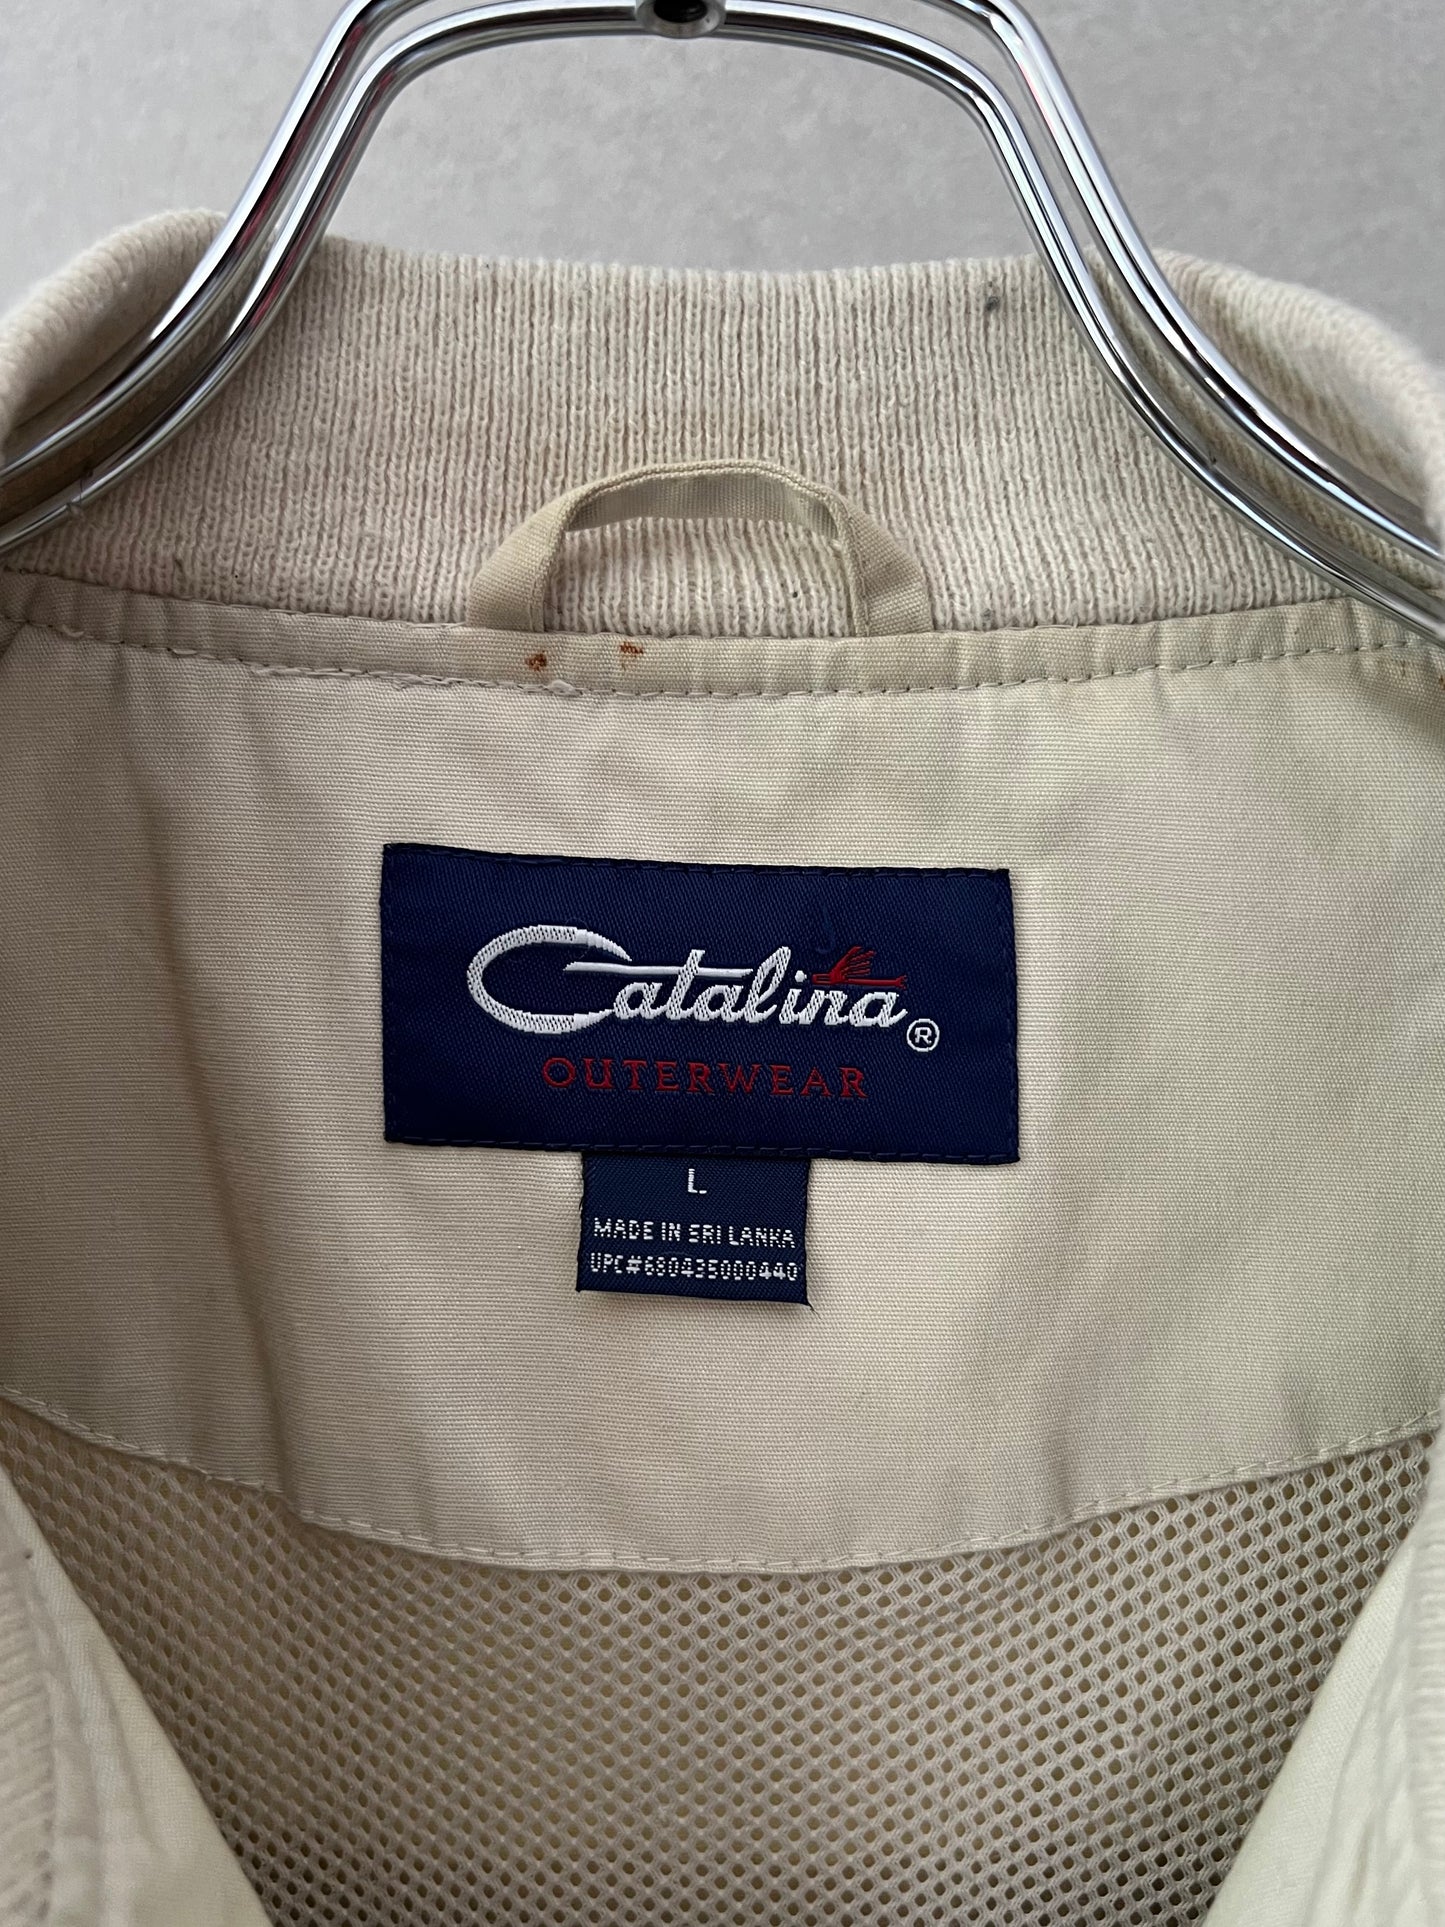 Catalina®
OUTERWEAR
L
MADE IN SRI LANKA
UPC#680435000440